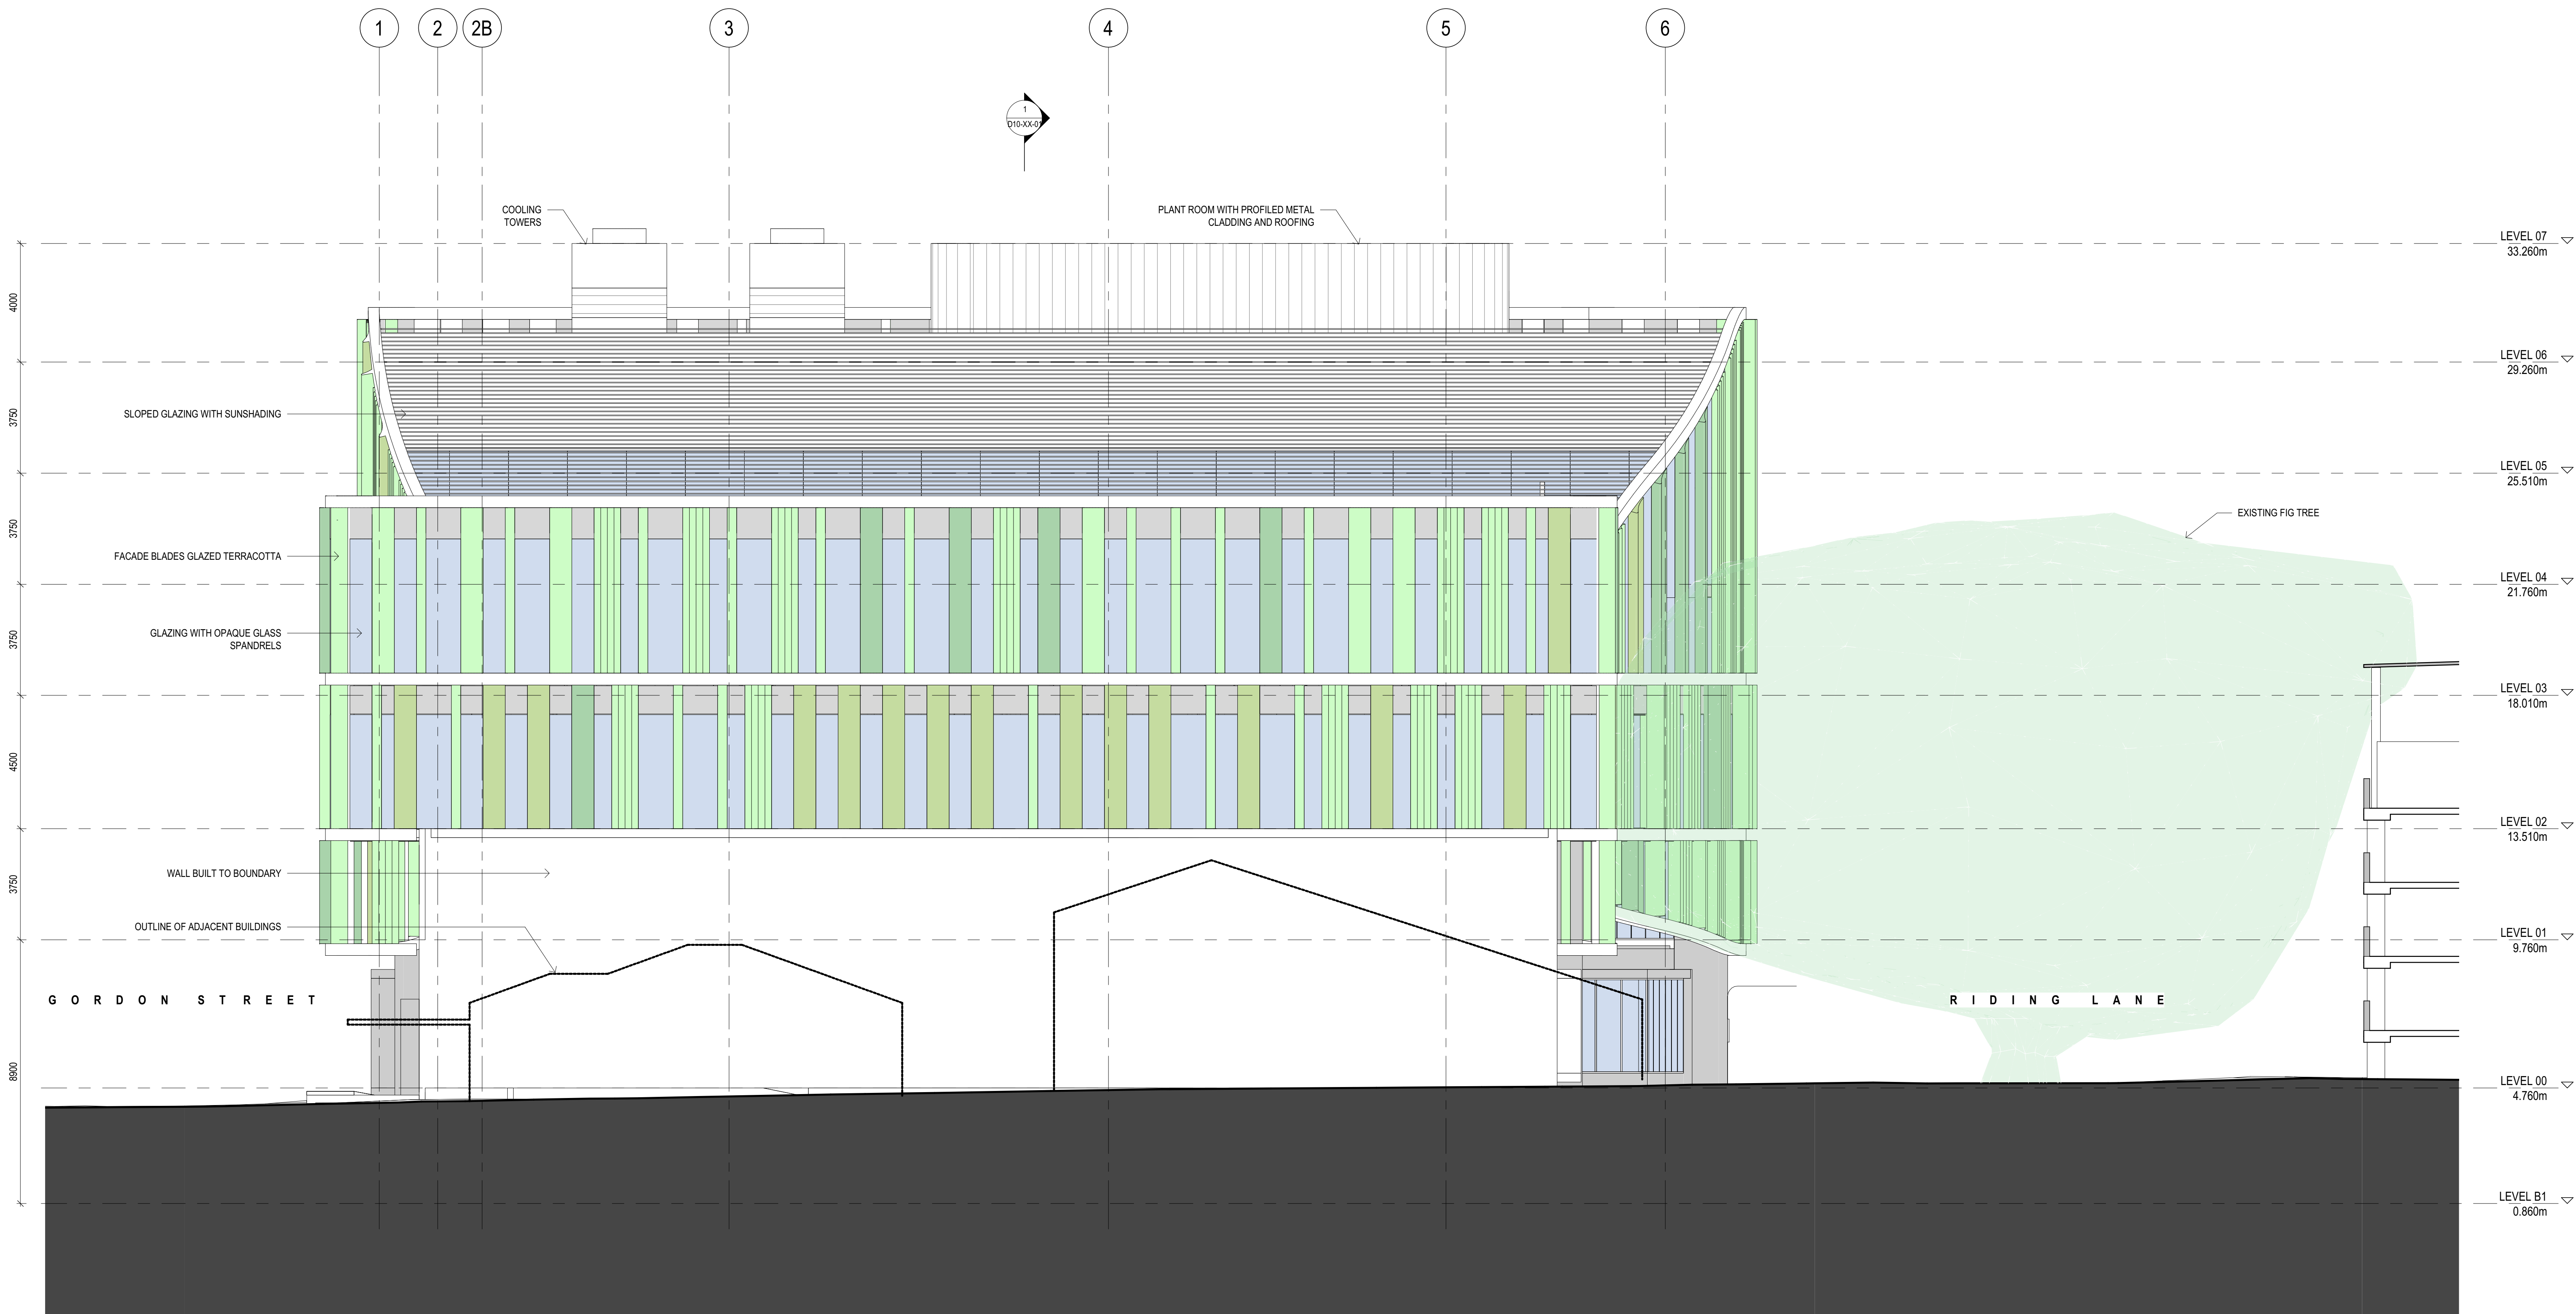 1
2
2B
3
4
5
6
1
D10-XX-01
COOLING
TOWERS
PLANT ROOM WITH PROFILED METAL
CLADDING AND ROOFING
LEVEL 07
33.260m
4000
LEVEL 06
29.260m
SLOPED GLAZING WITH SUNSHADING
3750
LEVEL 05
25.510m
EXISTING FIG TREE
3750
FACADE BLADES GLAZED TERRACOTTA
LEVEL 04
21.760m
GLAZING WITH OPAQUE GLASS
SPANDRELS
3750
LEVEL 03
18.010m
4500
LEVEL 02
13.510m
WALL BUILT TO BOUNDARY
3750
OUTLINE OF ADJACENT BUILDINGS
LEVEL 01
9.760m
GORDON STREET
RIDING LANE
8900
LEVEL 00
4.760m
LEVEL B1
0.860m